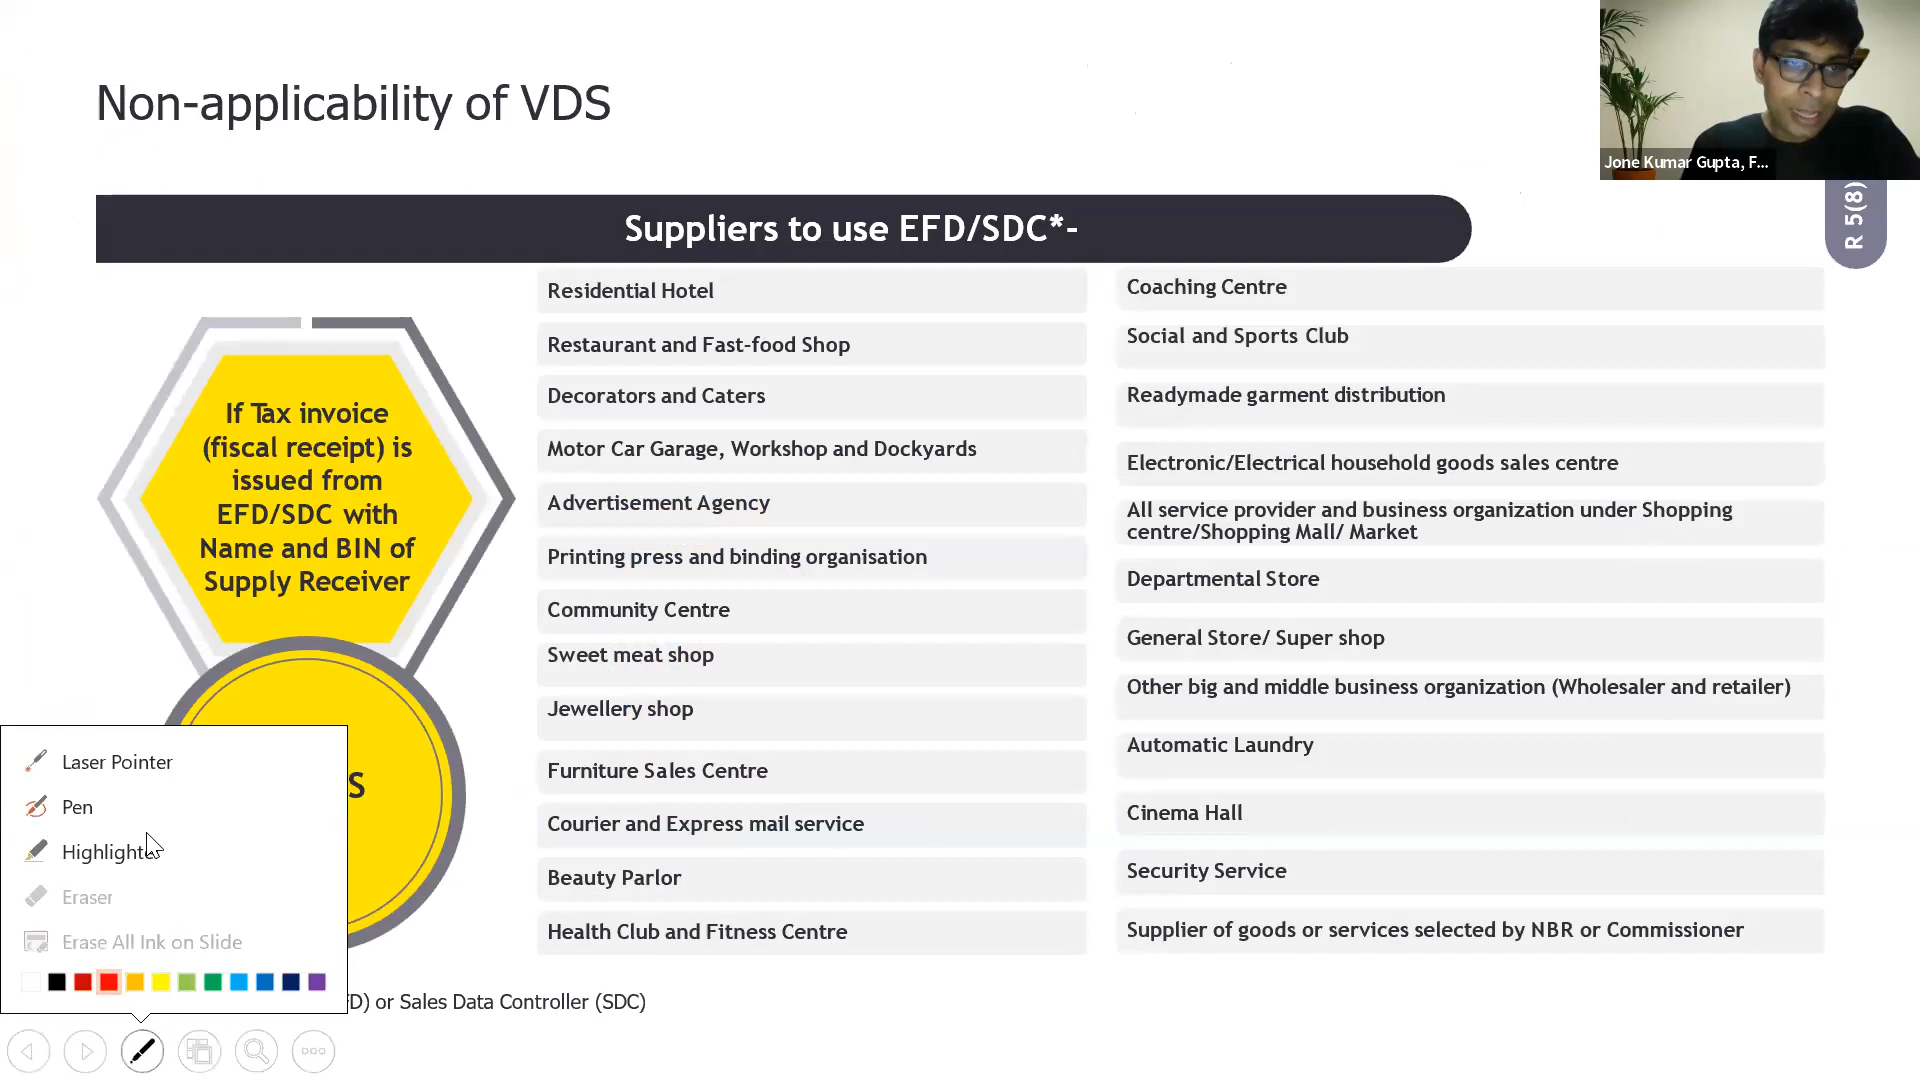 Non-applicability of VDS
Jone Kumar Gupta, F...
R 5(8)
Suppliers to use EFD/SDC*-
If Tax invoice
(fiscal receipt) is
issued from
EFD/SDC with
Name and BIN of
Supply Receiver
S
Residential Hotel
Restaurant and Fast-food Shop
Decorators and Caters
Motor Car Garage, Workshop and Dockyards
Advertisement Agency
Printing press and binding organisation
Community Centre
Sweet meat shop
Jewellery shop
Furniture Sales Centre
Courier and Express mail service
Beauty Parlor
Health Club and Fitness Centre
Coaching Centre
Social and Sports Club
Readymade garment distribution
Electronic/Electrical household goods sales centre
All service provider and business organization under Shopping
centre/Shopping Mall/ Market
Departmental Store
General Store/ Super shop
Other big and middle business organization (Wholesaler and retailer)
Automatic Laundry
Cinema Hall
Security Service
Supplier of goods or services selected by NBR or Commissioner
Laser Pointer
Pen
Highlighte
Eraser
Erase All Ink on Slide
FD) or Sales Data Controller (SDC)